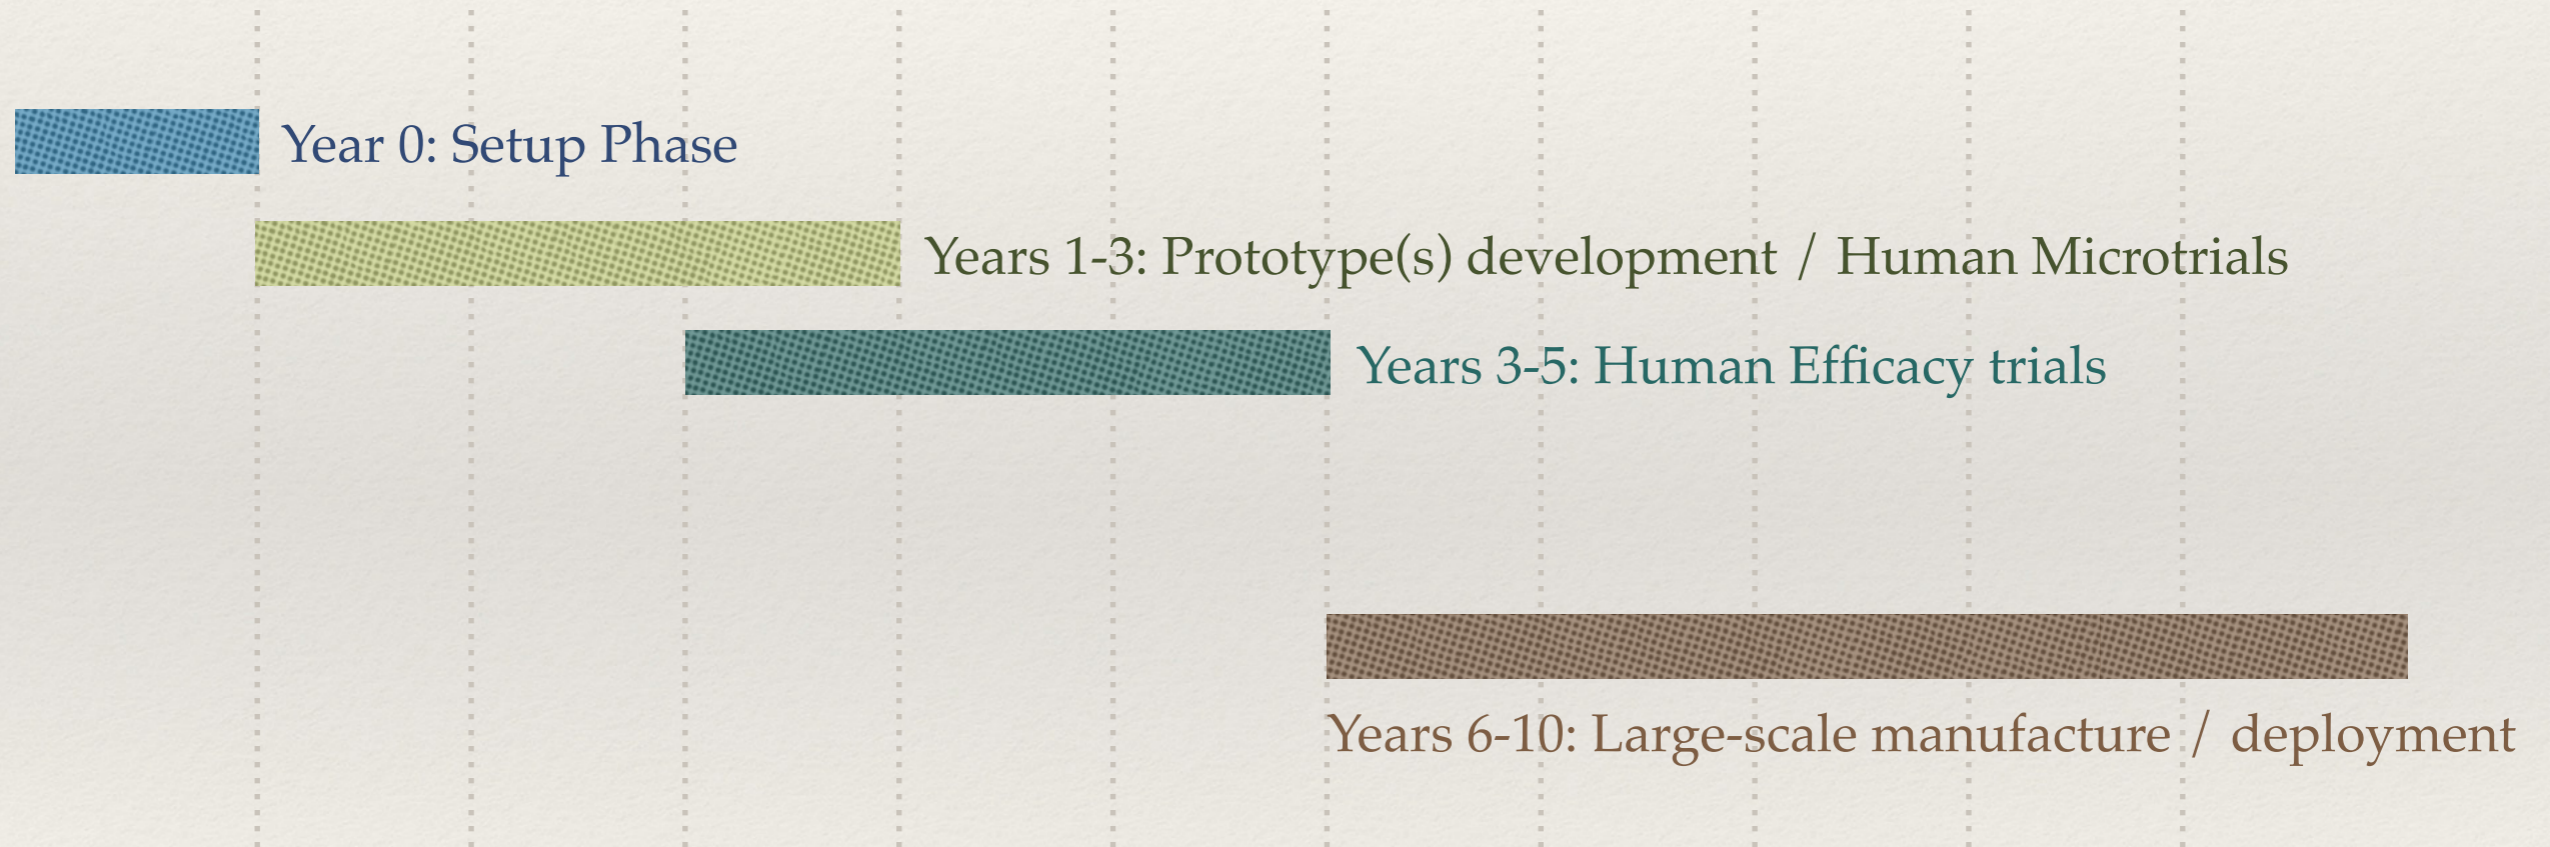 Year 0: Setup Phase
Years 1-3: Prototype(s) development / Human Microtrials
Years 3-5: Human Efficacy trials
Years 6-10: Large-scale manufacture / deployment